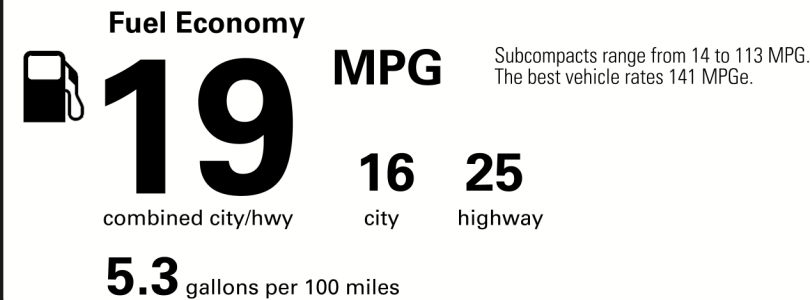 Fuel Economy
19 MPG
Subcompacts range from 14 to 113 MPG.
The best vehicle rates 141 MPGe.
16 25
combined city/hwy city highway
5.3 gallons per 100 miles